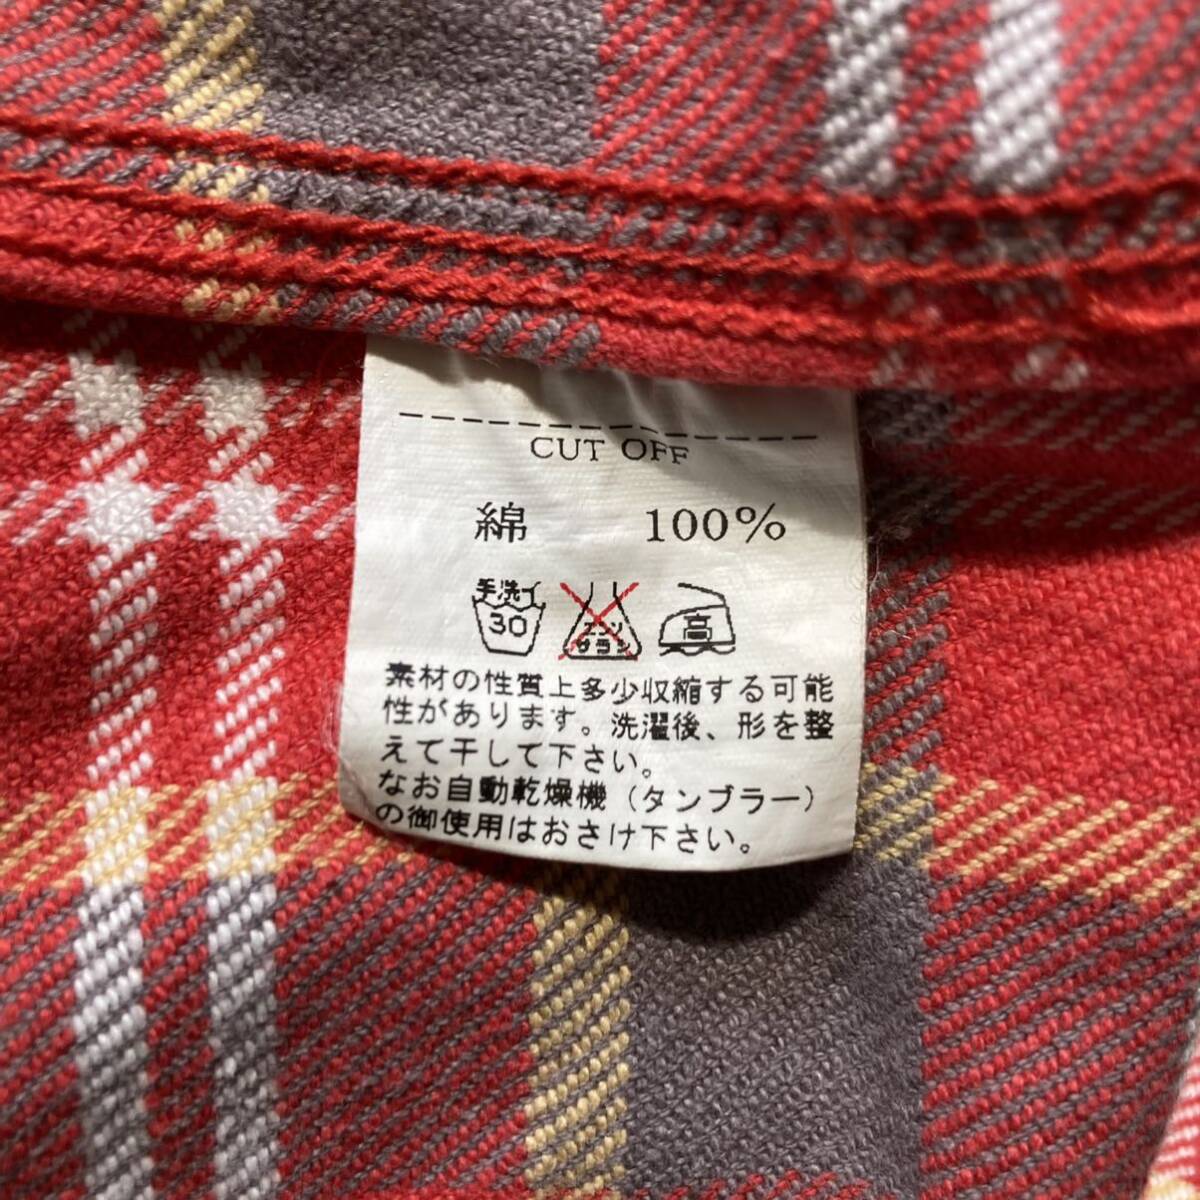 CUT OFF
綿 100%
手洗イ
30
エンソ
サラシ
高
素材の性質上多少収縮する可能
性があります。洗濯後、形を整
えて干して下さい。
なお自動乾燥機（タンブラー）
の御使用はおさけ下さい。